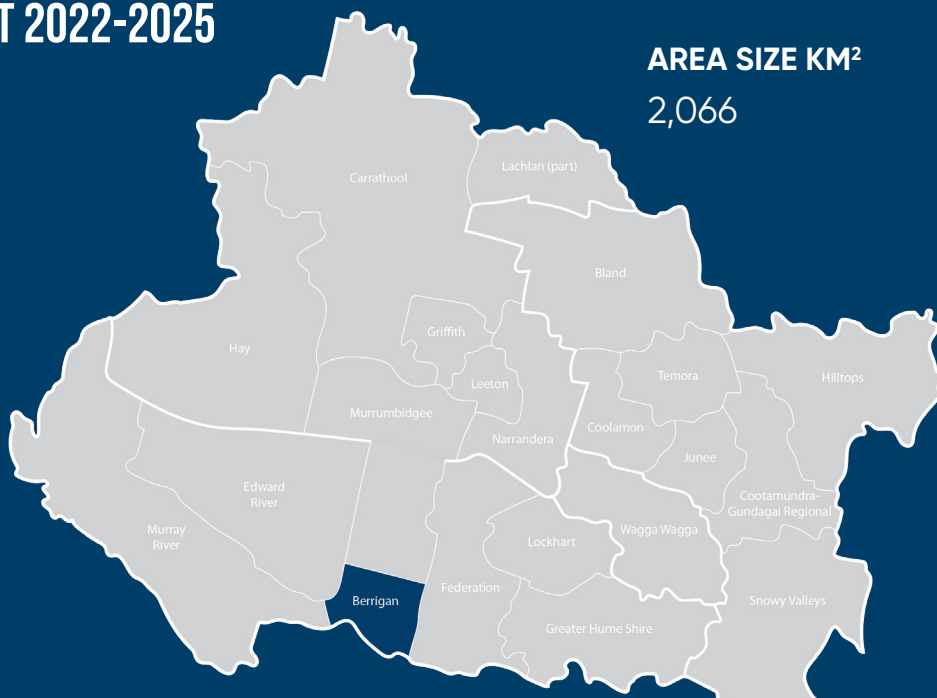 T 2022-2025
AREA SIZE KM²
2,066
Carrathool
Lachlan (part)
Bland
Griffith
Hay
Leeton
Temora
Hilltops
Murrumbidgee
Narrandera
Coolamon
Junee
Edward
River
Cootamundra-
Gundagai Regional
Murray
River
Lockhart
Wagga Wagga
Berrigan
Federation
Snowy Valleys
Greater Hume Shire